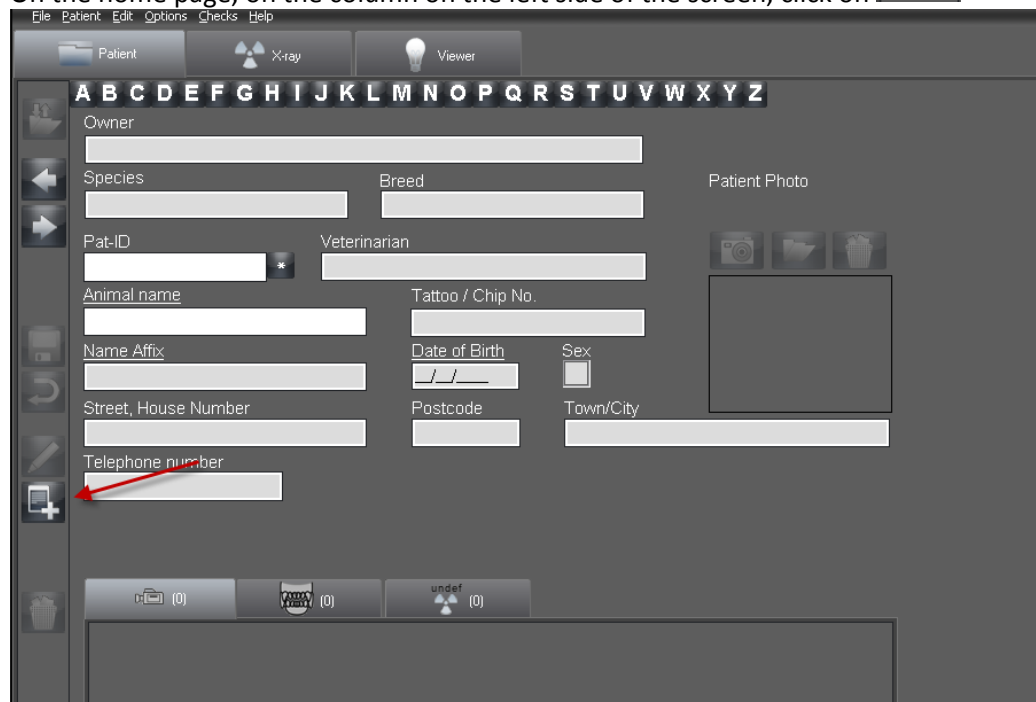 On the home page, on the column on the left side of the screen, click on
File Patient Edit Options Checks Help
Patient X-ray Viewer
A B C D E F G H I J K L M N O P Q R S T U V W X Y Z
Owner
Species Breed Patient Photo
Pat-ID Veterinarian
*
Animal name Tattoo / Chip No.
Name Affix Date of Birth Sex
_/_/___
Street, House Number Postcode Town/City
Telephone number
(0) (0) undef (0)